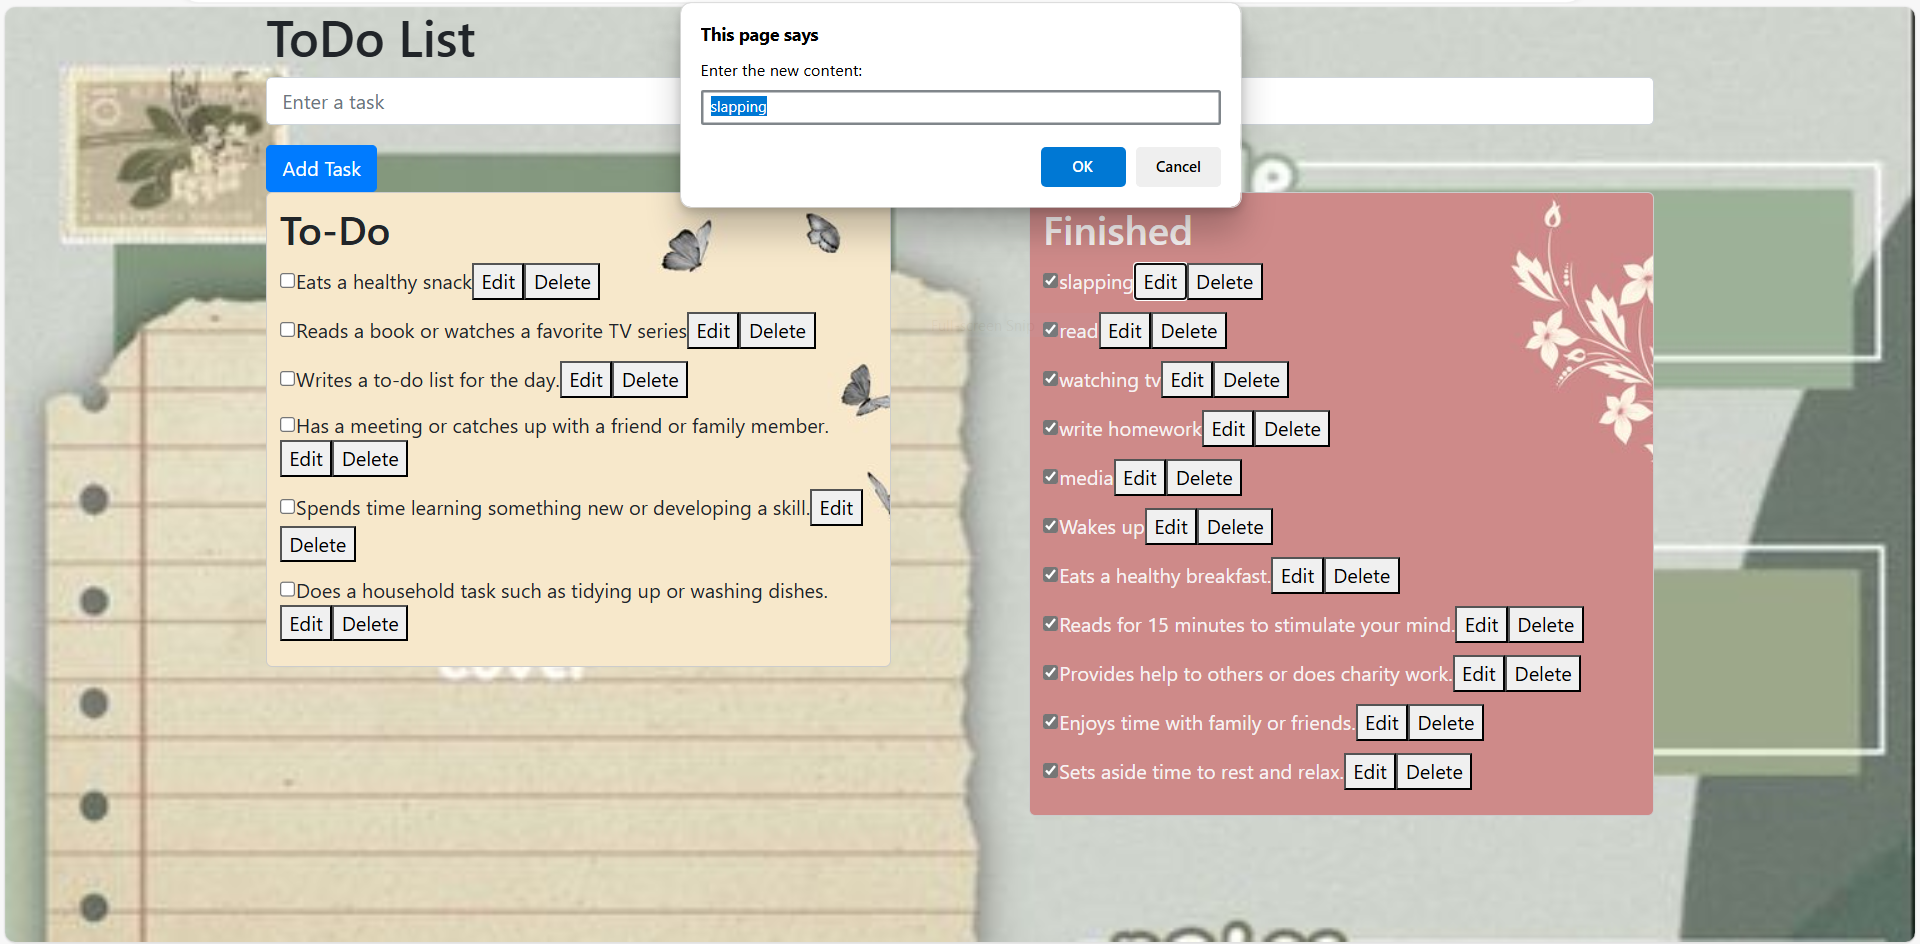 ToDo List
This page says
Enter the new content:
slapping
OK Cancel
Enter a task
Add Task
To-Do
Eats a healthy snack Edit Delete
Reads a book or watches a favorite TV series Edit Delete
Writes a to-do list for the day. Edit Delete
Has a meeting or catches up with a friend or family member.
Edit Delete
Spends time learning something new or developing a skill. Edit
Delete
Does a household task such as tidying up or washing dishes.
Edit Delete
Finished
slapping Edit Delete
read Edit Delete
watching tv Edit Delete
write homework Edit Delete
media Edit Delete
Wakes up Edit Delete
Eats a healthy breakfast. Edit Delete
Reads for 15 minutes to stimulate your mind. Edit Delete
Provides help to others or does charity work. Edit Delete
Enjoys time with family or friends. Edit Delete
Sets aside time to rest and relax. Edit Delete